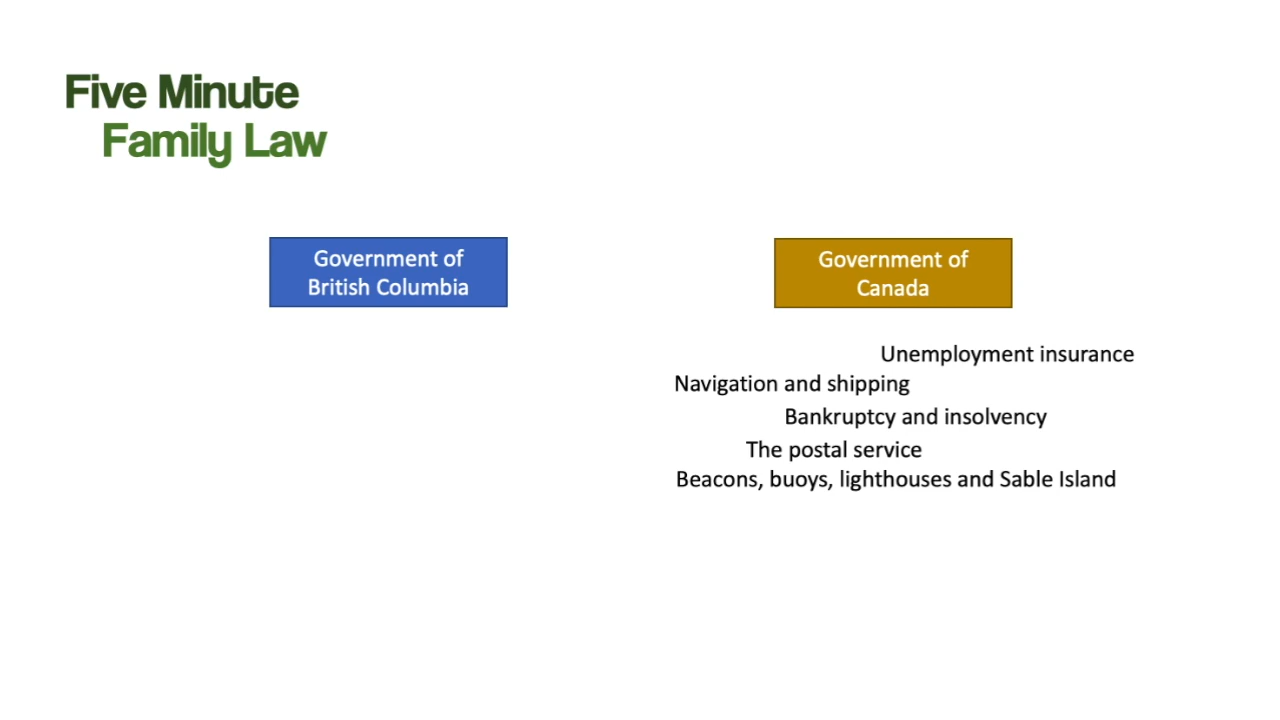 Five Minute
Family Law
Government of
British Columbia
Government of
Canada
Unemployment insurance
Navigation and shipping
Bankruptcy and insolvency
The postal service
Beacons, buoys, lighthouses and Sable Island